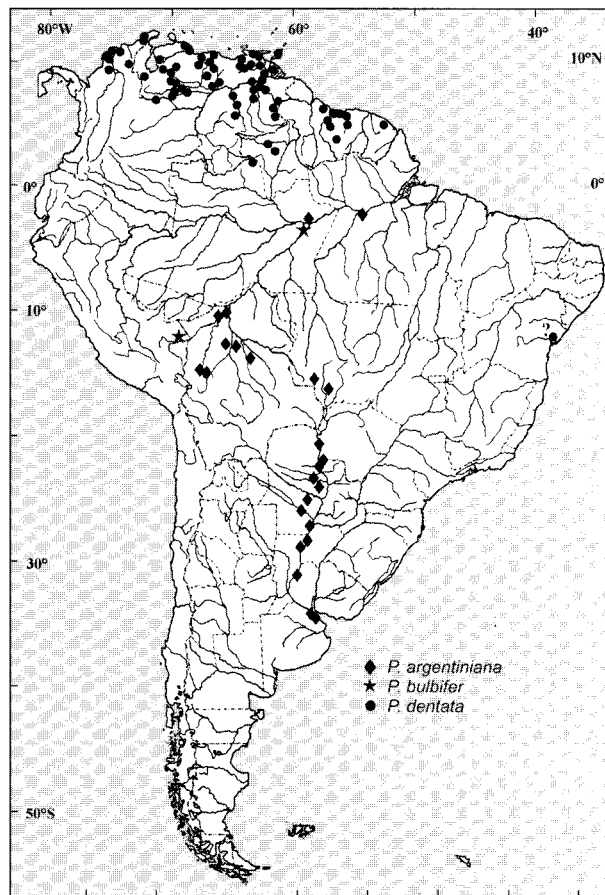 80°W 60° 40°
10°N
0° 0°
10°
?
30°
P. argentiniana
P. bulbifer
P. dentata
50°S